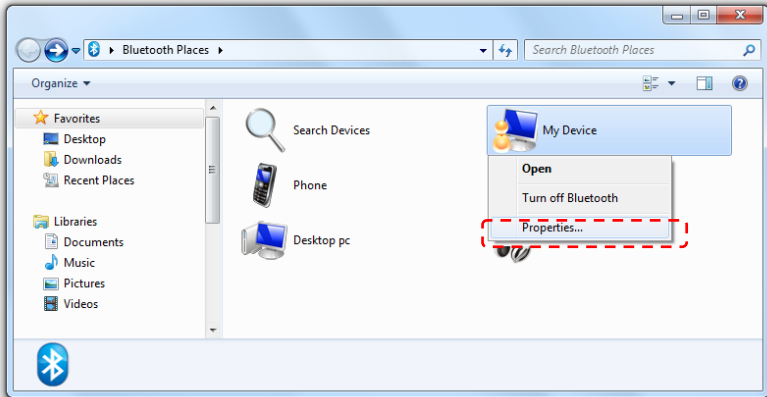 Bluetooth Places
Search Bluetooth Places
Organize
Favorites
Desktop
Downloads
Recent Places
Libraries
Documents
Music
Pictures
Videos
Search Devices
My Device
Phone
Desktop pc
Open
Turn off Bluetooth
Properties...